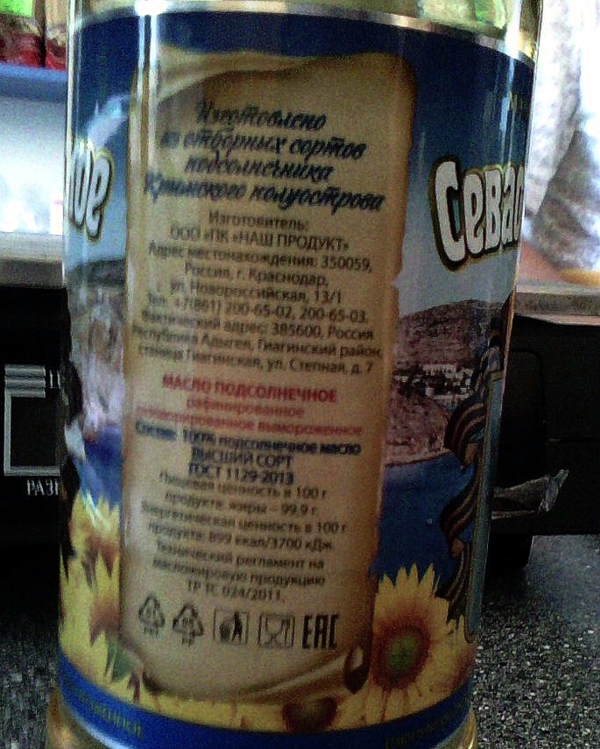 Изготовлено
из отборных сортов
подсолнечника
Крымского полуострова
Изготовитель:
ООО «ПК «НАШ ПРОДУКТ»
Адрес местонахождения: 350059,
Россия, г. Краснодар,
ул. Новороссийская, 13/1
Тел. +7(861) 200-65-02, 200-65-03,
Фактический адрес: 385600, Россия
Республика Адыгея, Гиагинский район,
станица Гиагинская, ул. Степная, д. 7
МАСЛО ПОДСОЛНЕЧНОЕ
рафинированное
дезодорированное вымороженное
Состав: 100% подсолнечное масло
ВЫСШИЙ СОРТ
ГОСТ 1129-2013
Пищевая ценность в 100 г
продукта: жиры – 99,9 г.
Энергетическая ценность в 100 г
продукта: 899 ккал/3700 кДж.
Технический регламент на
масложировую продукцию
ТР ТС 024/2011.
ЕАС
ое
Сева
РАЗ